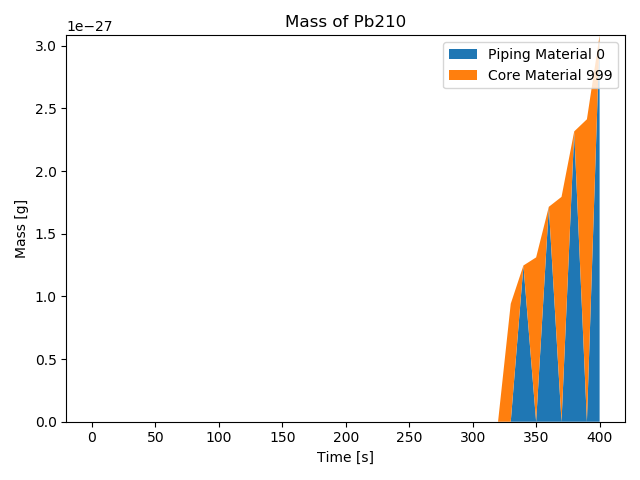 Mass of Pb210
1e−27
Piping Material 0
Core Material 999
3.0
2.5
2.0
1.5
1.0
0.5
0.0
Mass [g]
0 50 100 150 200 250 300 350 400
Time [s]